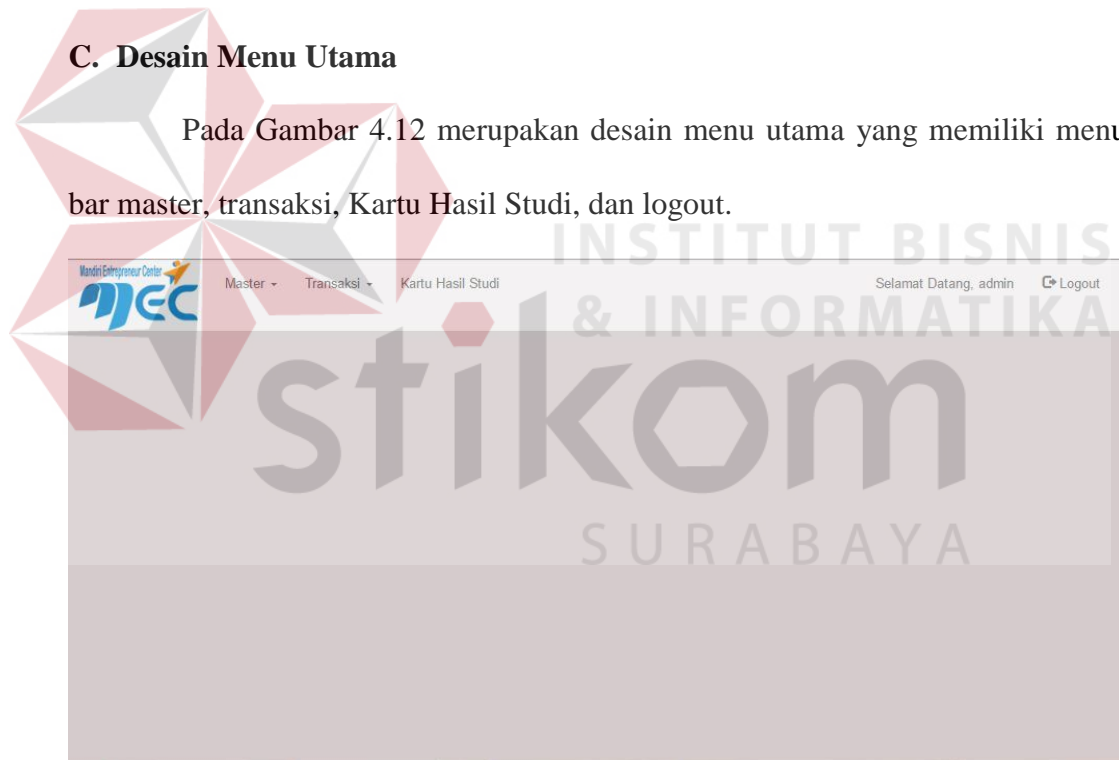 C. Desain Menu Utama
Pada Gambar 4.12 merupakan desain menu utama yang memiliki menu
bar master, transaksi, Kartu Hasil Studi, dan logout.
INSTITUT BISNIS
& INFORMATIKA
stikom
SURABAYA
Mandiri Entrepreneur Center
MEC
Master
Transaksi
Kartu Hasil Studi
Selamat Datang, admin
Logout